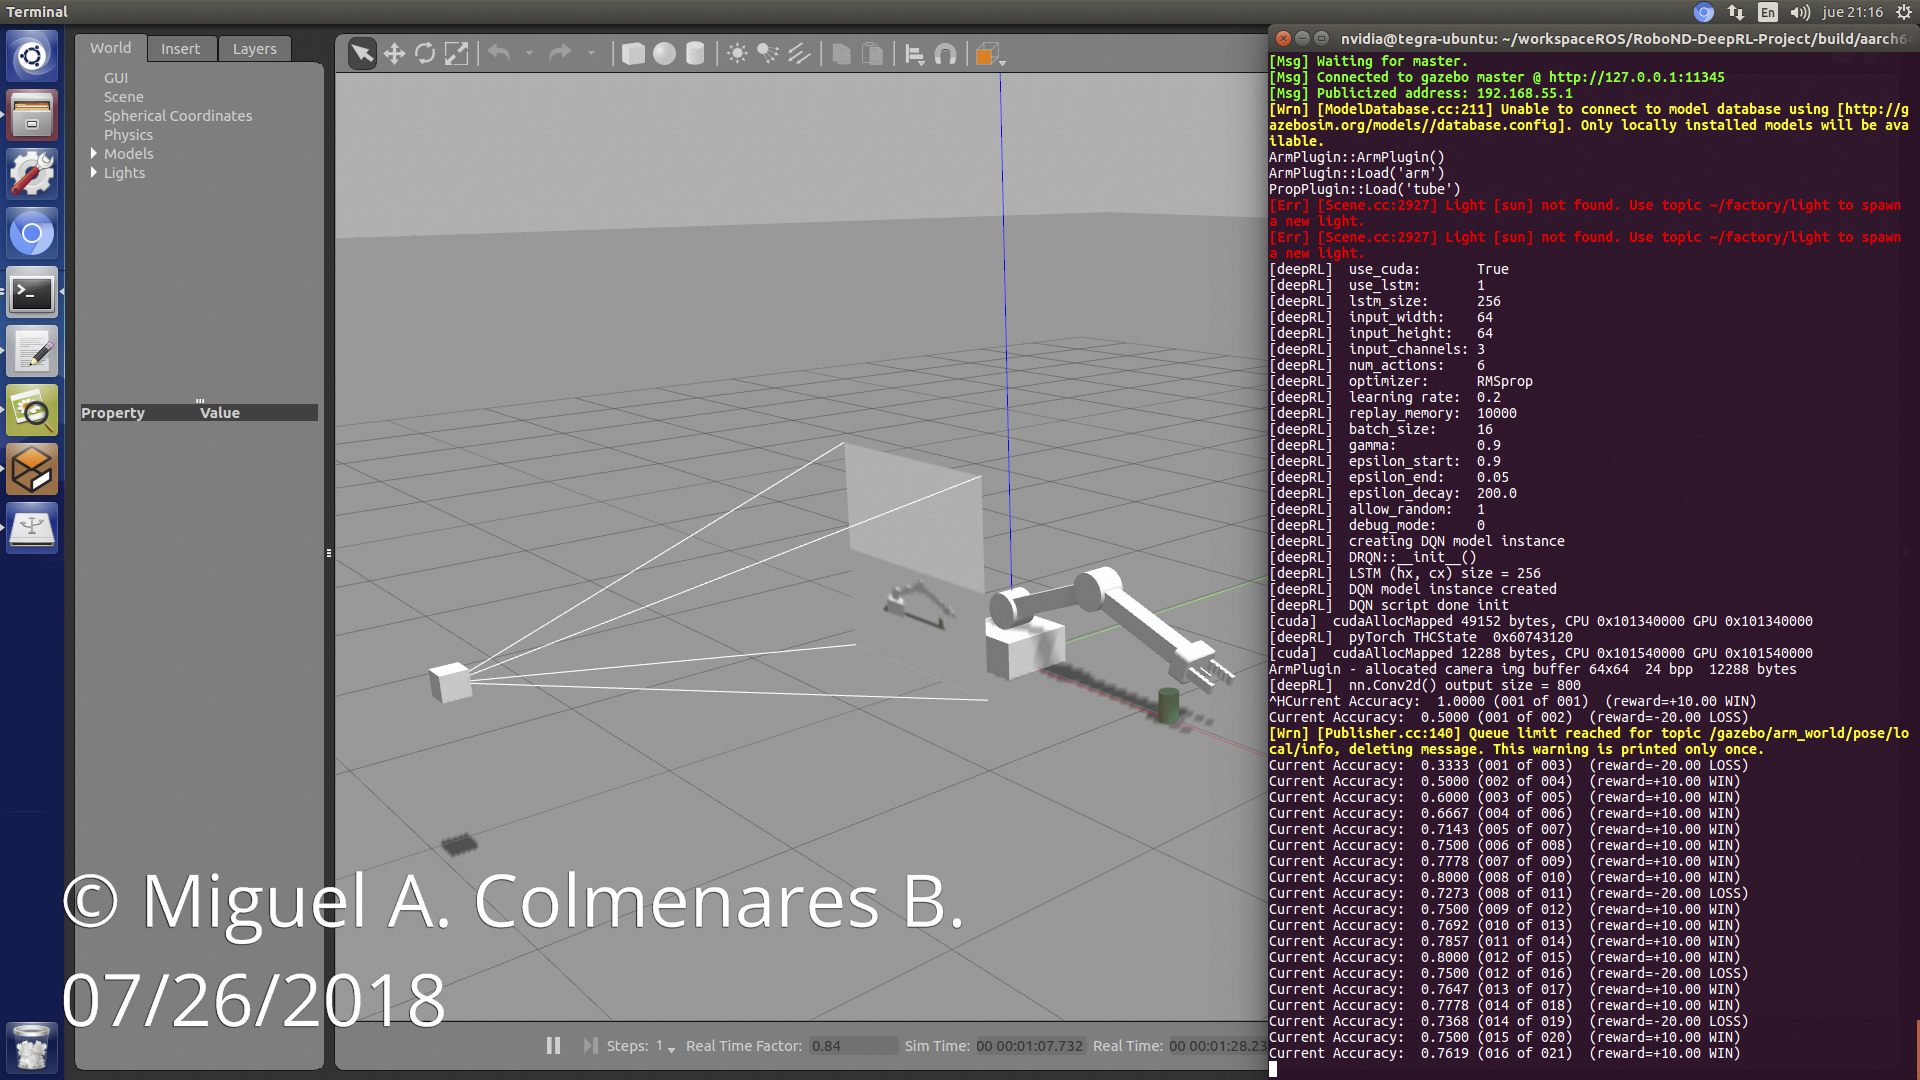 Terminal
En
jue 21:16
World
Insert
Layers
GUI
Scene
Spherical Coordinates
Physics
Models
Lights
Property
Value
© Miguel A. Colmenares B.
07/26/2018
Steps: 1
Real Time Factor: 0.84
Sim Time: 00 00:01:07.732
Real Time: 00 00:01:28.23
nvidia@tegra-ubuntu: ~/workspaceROS/RoboND-DeepRL-Project/build/aarch6
[Msg] Waiting for master.
[Msg] Connected to gazebo master @ http://127.0.0.1:11345
[Msg] Publicized address: 192.168.55.1
[Wrn] [ModelDatabase.cc:211] Unable to connect to model database using [http://g
azebosim.org/models//database.config]. Only locally installed models will be ava
ilable.
ArmPlugin::ArmPlugin()
ArmPlugin::Load('arm')
PropPlugin::Load('tube')
[Err] [Scene.cc:2927] Light [sun] not found. Use topic ~/factory/light to spawn
a new light.
[Err] [Scene.cc:2927] Light [sun] not found. Use topic ~/factory/light to spawn
a new light.
[deepRL]  use_cuda:       True
[deepRL]  use_lstm:       1
[deepRL]  lstm_size:      256
[deepRL]  input_width:    64
[deepRL]  input_height:   64
[deepRL]  input_channels: 3
[deepRL]  num_actions:    6
[deepRL]  optimizer:      RMSprop
[deepRL]  learning rate:  0.2
[deepRL]  replay_memory:  10000
[deepRL]  batch_size:     16
[deepRL]  gamma:          0.9
[deepRL]  epsilon_start:  0.9
[deepRL]  epsilon_end:    0.05
[deepRL]  epsilon_decay:  200.0
[deepRL]  allow_random:   1
[deepRL]  debug_mode:     0
[deepRL]  creating DQN model instance
[deepRL]  DRQN::__init__()
[deepRL]  LSTM (hx, cx) size = 256
[deepRL]  DQN model instance created
[deepRL]  DQN script done init
[cuda]  cudaAllocMapped 49152 bytes, CPU 0x101340000 GPU 0x101340000
[deepRL]  pyTorch THCState  0x60743120
[cuda]  cudaAllocMapped 12288 bytes, CPU 0x101540000 GPU 0x101540000
ArmPlugin - allocated camera img buffer 64x64  24 bpp  12288 bytes
[deepRL]  nn.Conv2d() output size = 800
^HCurrent Accuracy:  1.0000 (001 of 001)  (reward=+10.00 WIN)
Current Accuracy:  0.5000 (001 of 002)  (reward=-20.00 LOSS)
[Wrn] [Publisher.cc:140] Queue limit reached for topic /gazebo/arm_world/pose/lo
cal/info, deleting message. This warning is printed only once.
Current Accuracy:  0.3333 (001 of 003)  (reward=-20.00 LOSS)
Current Accuracy:  0.5000 (002 of 004)  (reward=+10.00 WIN)
Current Accuracy:  0.6000 (003 of 005)  (reward=+10.00 WIN)
Current Accuracy:  0.6667 (004 of 006)  (reward=+10.00 WIN)
Current Accuracy:  0.7143 (005 of 007)  (reward=+10.00 WIN)
Current Accuracy:  0.7500 (006 of 008)  (reward=+10.00 WIN)
Current Accuracy:  0.7778 (007 of 009)  (reward=+10.00 WIN)
Current Accuracy:  0.8000 (008 of 010)  (reward=+10.00 WIN)
Current Accuracy:  0.7273 (008 of 011)  (reward=-20.00 LOSS)
Current Accuracy:  0.7500 (009 of 012)  (reward=+10.00 WIN)
Current Accuracy:  0.7692 (010 of 013)  (reward=+10.00 WIN)
Current Accuracy:  0.7857 (011 of 014)  (reward=+10.00 WIN)
Current Accuracy:  0.8000 (012 of 015)  (reward=+10.00 WIN)
Current Accuracy:  0.7500 (012 of 016)  (reward=-20.00 LOSS)
Current Accuracy:  0.7647 (013 of 017)  (reward=+10.00 WIN)
Current Accuracy:  0.7778 (014 of 018)  (reward=+10.00 WIN)
Current Accuracy:  0.7368 (014 of 019)  (reward=-20.00 LOSS)
Current Accuracy:  0.7500 (015 of 020)  (reward=+10.00 WIN)
Current Accuracy:  0.7619 (016 of 021)  (reward=+10.00 WIN)